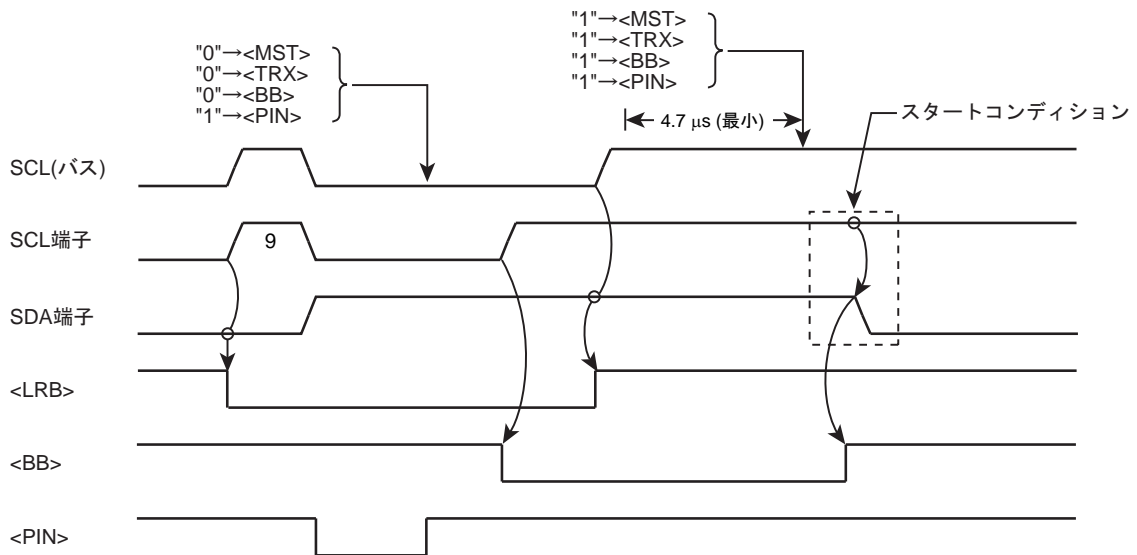 "0"→<MST>
"0"→<TRX>
"0"→<BB>
"1"→<PIN>
"1"→<MST>
"1"→<TRX>
"1"→<BB>
"1"→<PIN>
4.7 μs (最小)
スタートコンディション
SCL(バス)
SCL端子
9
SDA端子
<LRB>
<BB>
<PIN>